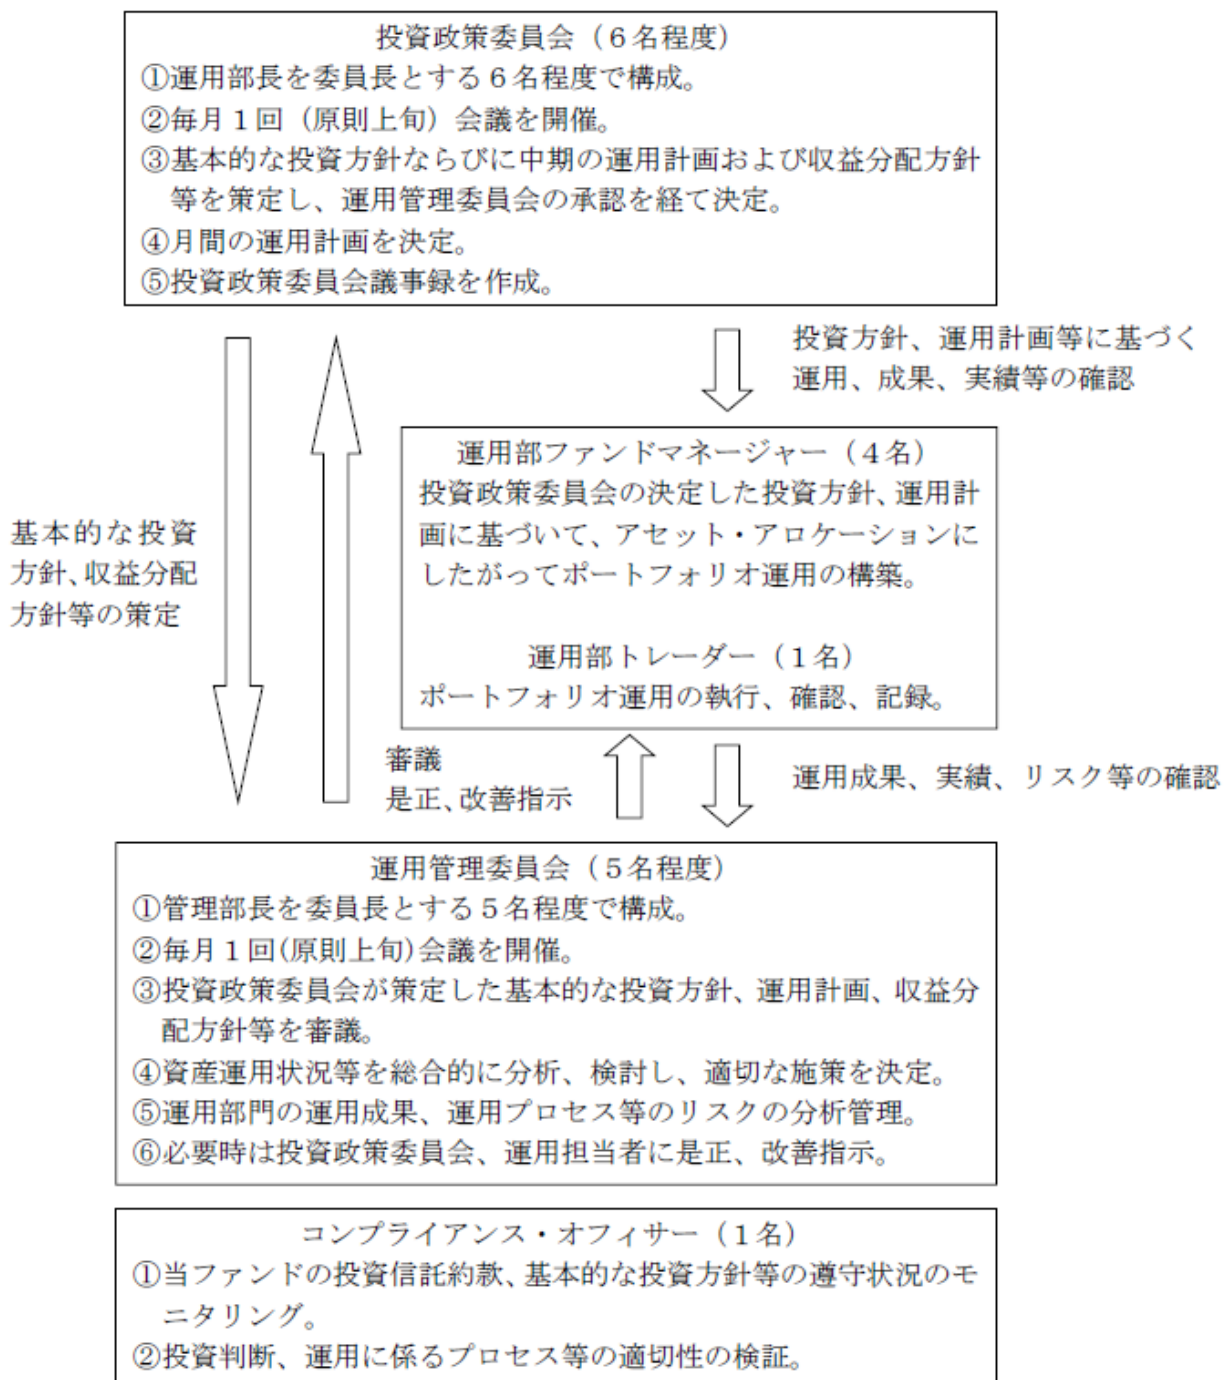 投資政策委員会（６名程度）
①運用部長を委員長とする６名程度で構成。
②毎月１回（原則上旬）会議を開催。
③基本的な投資方針ならびに中期の運用計画および収益分配方針
等を策定し、運用管理委員会の承認を経て決定。
④月間の運用計画を決定。
⑤投資政策委員会議事録を作成。
投資方針、運用計画等に基づく
運用、成果、実績等の確認
運用部ファンドマネージャー（４名）
投資政策委員会の決定した投資方針、運用計
画に基づいて、アセット・アロケーションに
したがってポートフォリオ運用の構築。
運用部トレーダー（１名）
ポートフォリオ運用の執行、確認、記録。
基本的な投資
方針、収益分配
方針等の策定
審議
是正、改善指示
運用成果、実績、リスク等の確認
運用管理委員会（５名程度）
①管理部長を委員長とする５名程度で構成。
②毎月１回(原則上旬)会議を開催。
③投資政策委員会が策定した基本的な投資方針、運用計画、収益分
配方針等を審議。
④資産運用状況等を総合的に分析、検討し、適切な施策を決定。
⑤運用部門の運用成果、運用プロセス等のリスクの分析管理。
⑥必要時は投資政策委員会、運用担当者に是正、改善指示。
コンプライアンス・オフィサー（１名）
①当ファンドの投資信託約款、基本的な投資方針等の遵守状況のモ
ニタリング。
②投資判断、運用に係るプロセス等の適切性の検証。